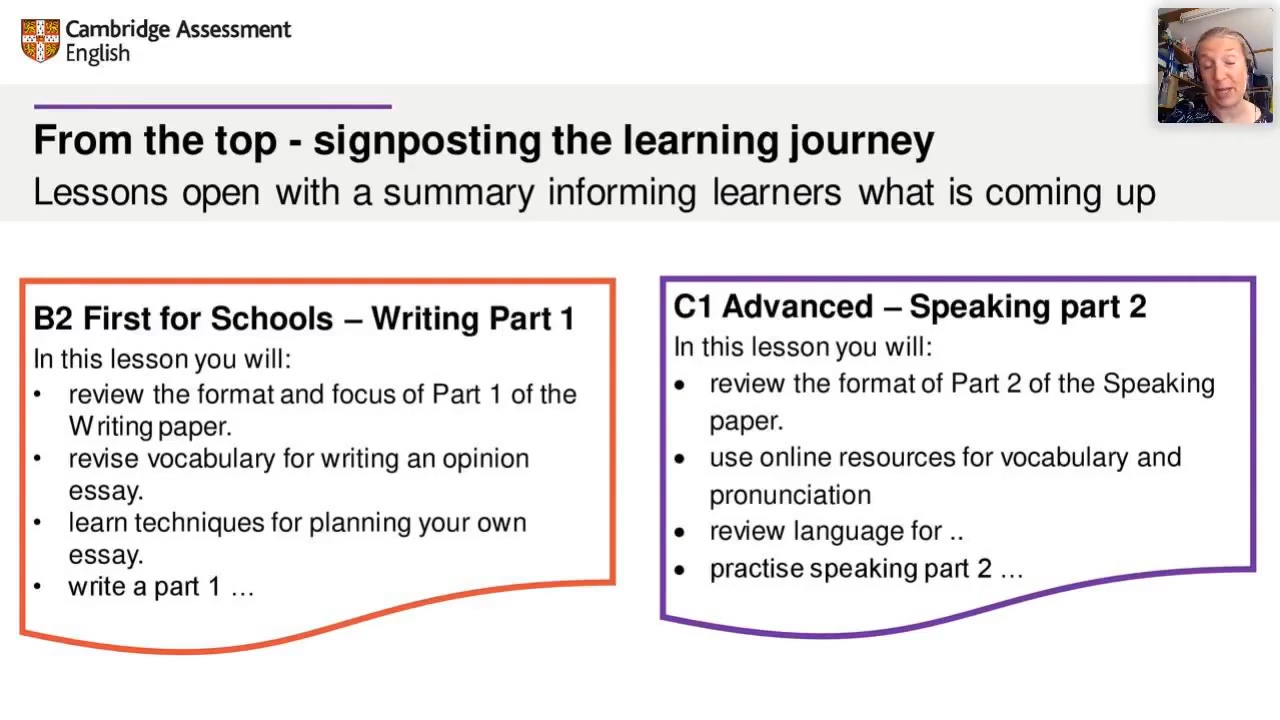 Cambridge Assessment
English
From the top - signposting the learning journey
Lessons open with a summary informing learners what is coming up
B2 First for Schools – Writing Part 1
In this lesson you will:
• review the format and focus of Part 1 of the
Writing paper.
• revise vocabulary for writing an opinion
essay.
• learn techniques for planning your own
essay.
• write a part 1 …
C1 Advanced – Speaking part 2
In this lesson you will:
• review the format of Part 2 of the Speaking
paper.
• use online resources for vocabulary and
pronunciation
• review language for ..
• practise speaking part 2 …